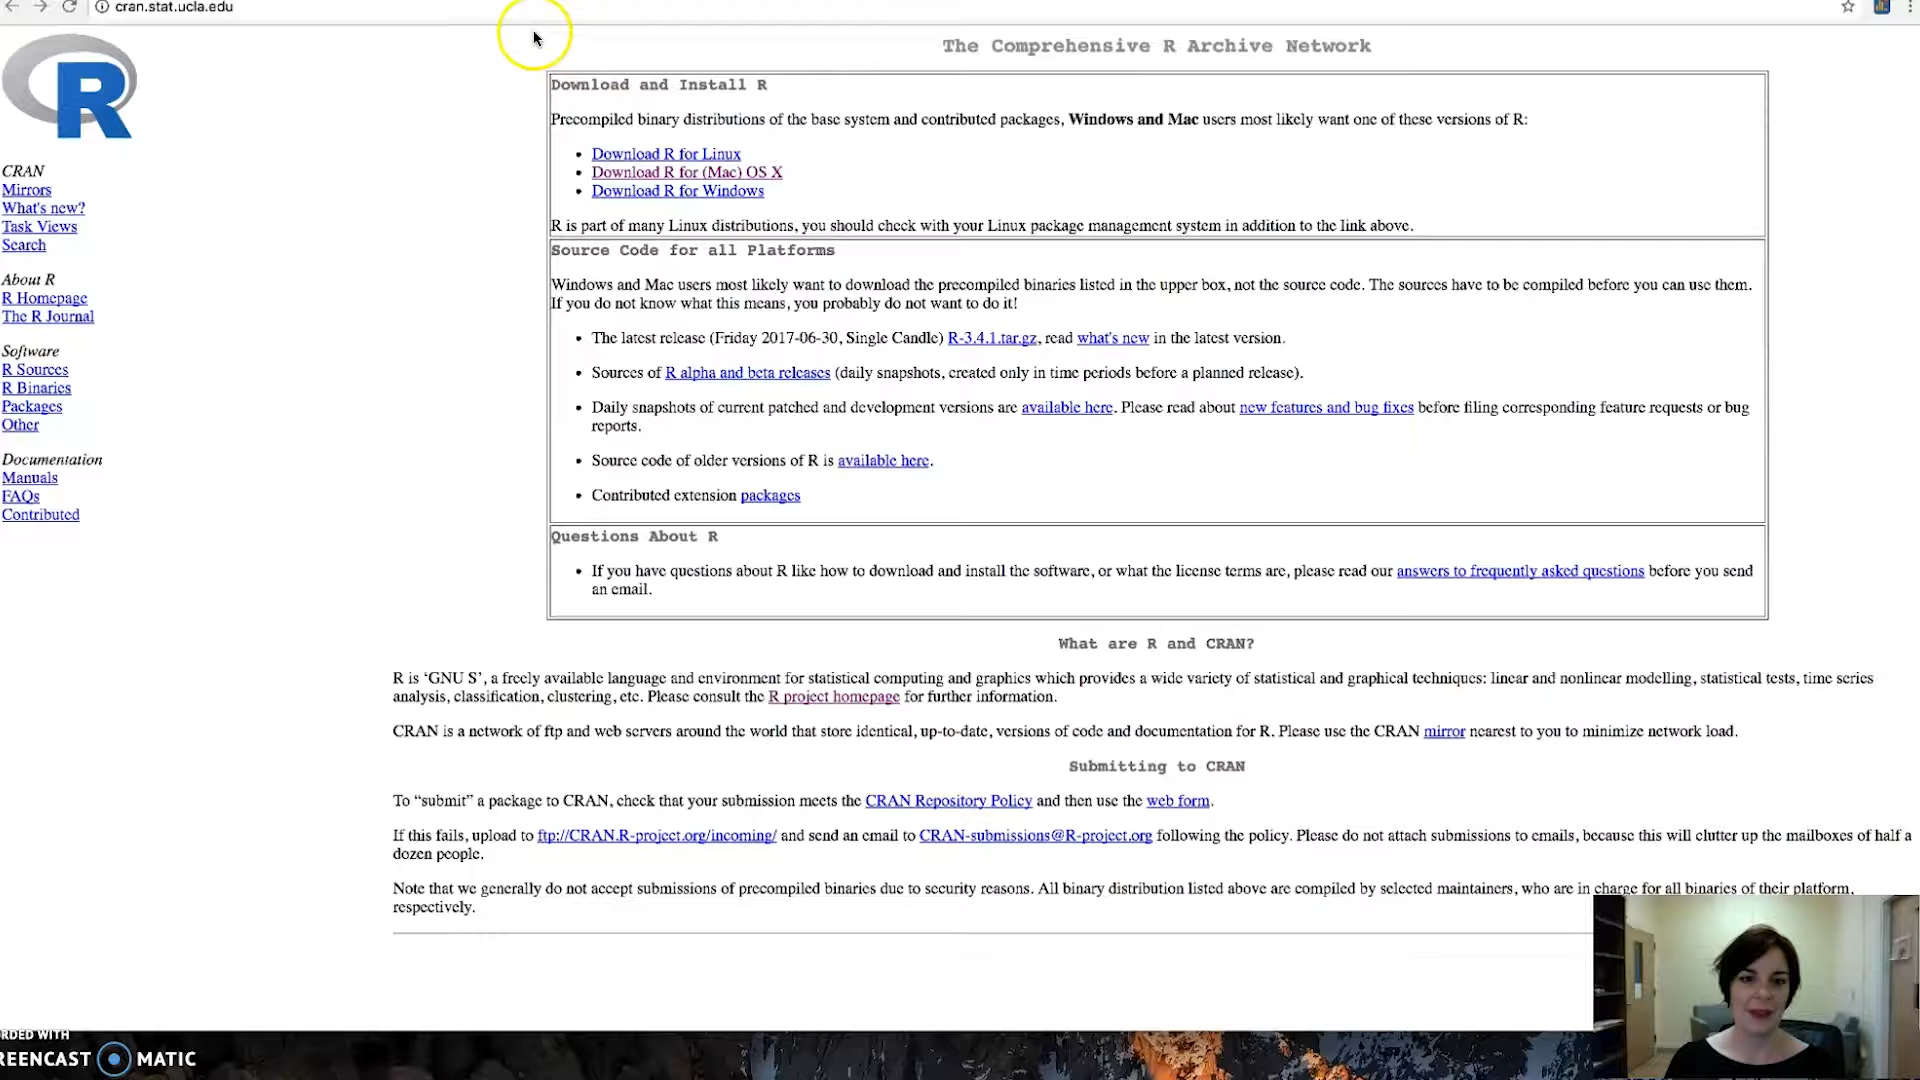 cran.stat.ucla.edu
R
CRAN
Mirrors
What's new?
Task Views
Search
About R
R Homepage
The R Journal
Software
R Sources
R Binaries
Packages
Other
Documentation
Manuals
FAQs
Contributed
The Comprehensive R Archive Network
Download and Install R
Precompiled binary distributions of the base system and contributed packages, Windows and Mac users most likely want one of these versions of R:
• Download R for Linux
• Download R for (Mac) OS X
• Download R for Windows
R is part of many Linux distributions, you should check with your Linux package management system in addition to the link above.
Source Code for all Platforms
Windows and Mac users most likely want to download the precompiled binaries listed in the upper box, not the source code. The sources have to be compiled before you can use them.
If you do not know what this means, you probably do not want to do it!
• The latest release (Friday 2017-06-30, Single Candle) R-3.4.1.tar.gz, read what's new in the latest version.
• Sources of R alpha and beta releases (daily snapshots, created only in time periods before a planned release).
• Daily snapshots of current patched and development versions are available here. Please read about new features and bug fixes before filing corresponding feature requests or bug
reports.
• Source code of older versions of R is available here.
• Contributed extension packages
Questions About R
• If you have questions about R like how to download and install the software, or what the license terms are, please read our answers to frequently asked questions before you send
an email.
What are R and CRAN?
R is ‘GNU S’, a freely available language and environment for statistical computing and graphics which provides a wide variety of statistical and graphical techniques: linear and nonlinear modelling, statistical tests, time series
analysis, classification, clustering, etc. Please consult the R project homepage for further information.
CRAN is a network of ftp and web servers around the world that store identical, up-to-date, versions of code and documentation for R. Please use the CRAN mirror nearest to you to minimize network load.
Submitting to CRAN
To “submit” a package to CRAN, check that your submission meets the CRAN Repository Policy and then use the web form.
If this fails, upload to ftp://CRAN.R-project.org/incoming/ and send an email to CRAN-submissions@R-project.org following the policy. Please do not attach submissions to emails, because this will clutter up the mailboxes of half a
dozen people.
Note that we generally do not accept submissions of precompiled binaries due to security reasons. All binary distribution listed above are compiled by selected maintainers, who are in charge for all binaries of their platform,
respectively.
RDED WITH
REENCAST MATIC